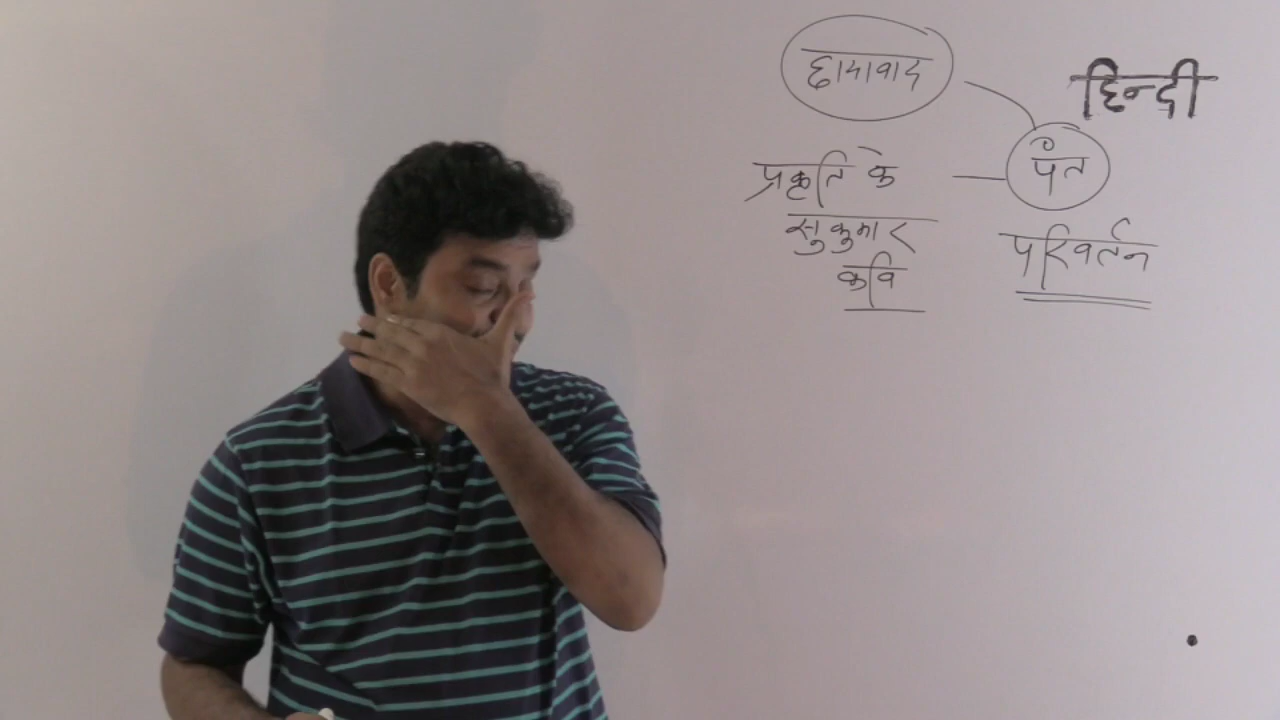 छायावाद
हिन्दी
पंत
प्रकृति के
सुकुमार
कवि
परिवर्तन